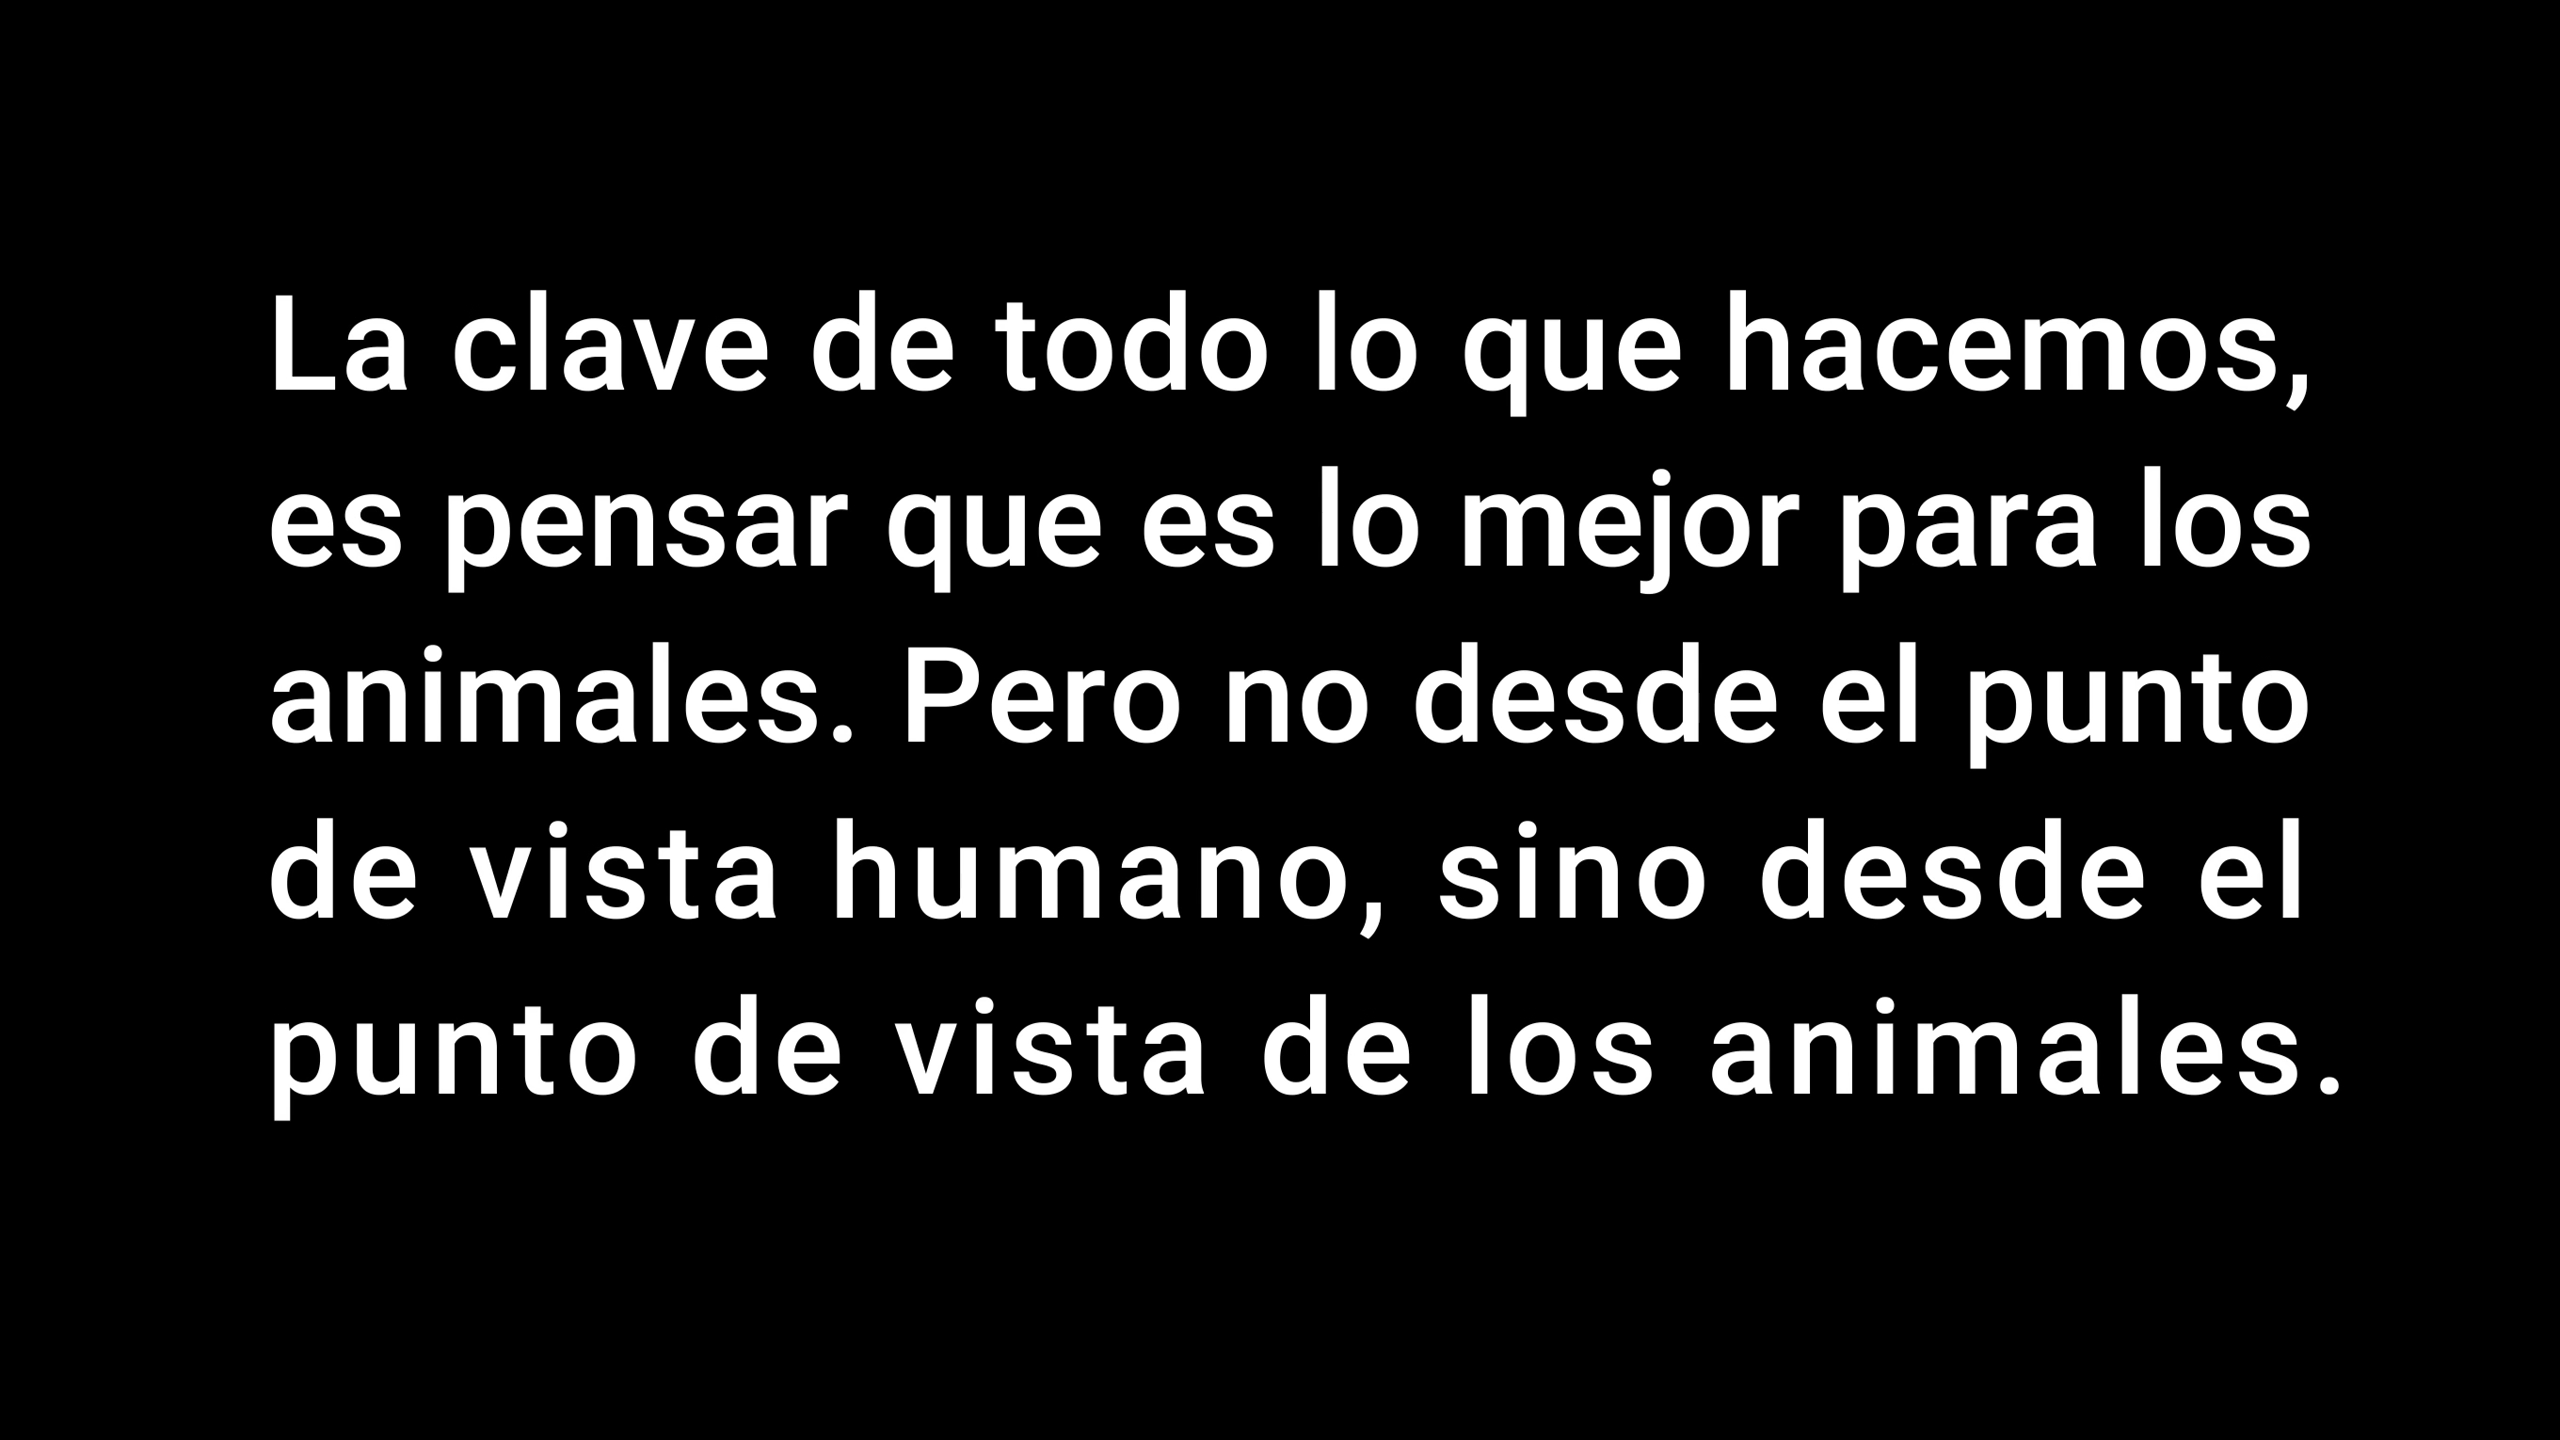 La clave de todo lo que hacemos,
es pensar que es lo mejor para los
animales. Pero no desde el punto
de vista humano, sino desde el
punto de vista de los animales.